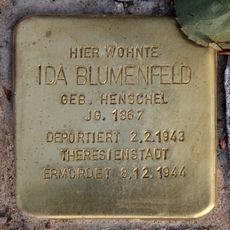 HIER WOHNTE
IDA BLUMENFELD
GEB. HENSCHEL
JG. 1867
DEPORTIERT 2.2.1943
THERESIENSTADT
ERMORDET 8.12.1944